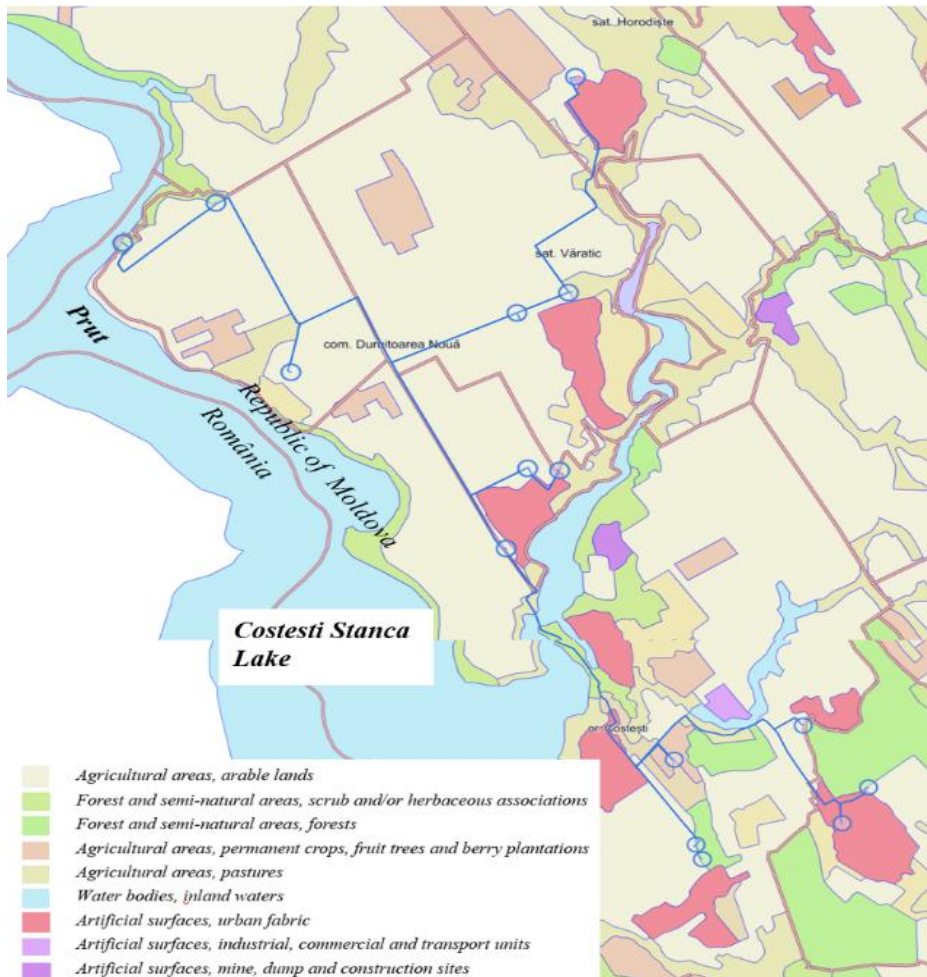 sat. Horodiște
sat. Văratic
com. Duruitoarea Nouă
Prut
Republic of Moldova
România
Costesti Stanca
Lake
or. Costești
Agricultural areas, arable lands
Forest and semi-natural areas, scrub and/or herbaceous associations
Forest and semi-natural areas, forests
Agricultural areas, permanent crops, fruit trees and berry plantations
Agricultural areas, pastures
Water bodies, inland waters
Artificial surfaces, urban fabric
Artificial surfaces, industrial, commercial and transport units
Artificial surfaces, mine, dump and construction sites